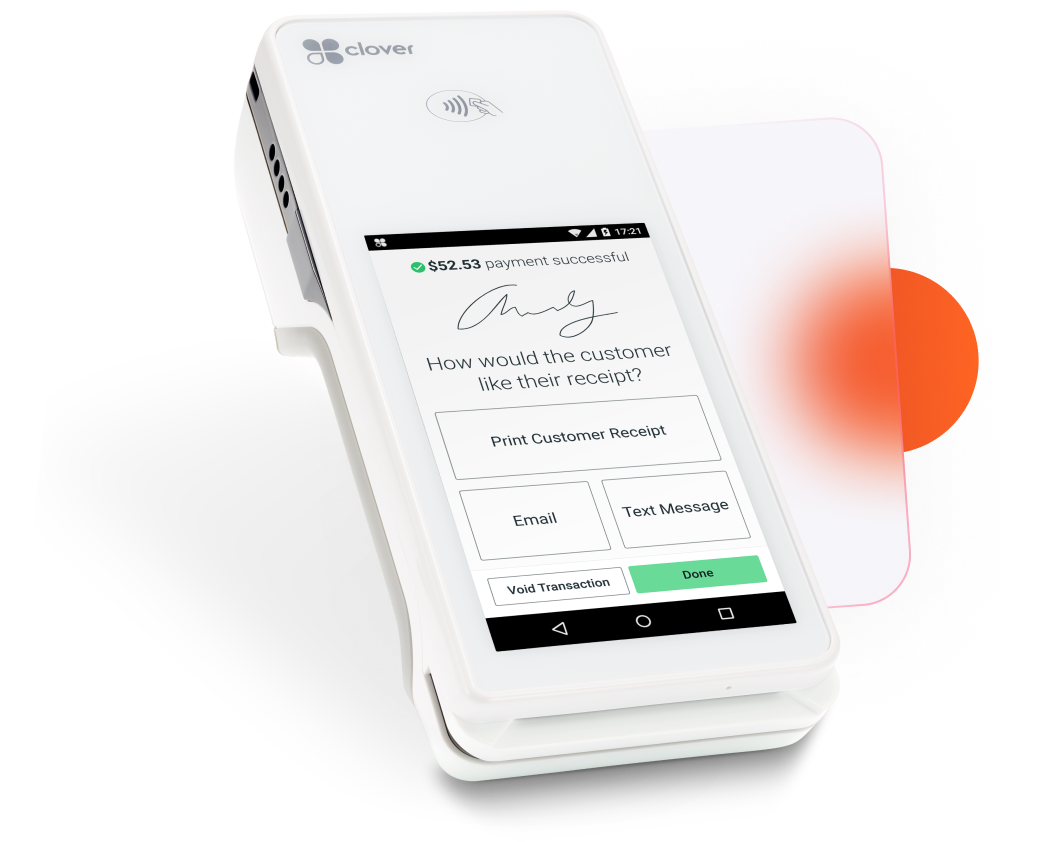 clover
17:21
$52.53 payment successful
How would the customer
like their receipt?
Print Customer Receipt
Email
Text Message
Void Transaction
Done